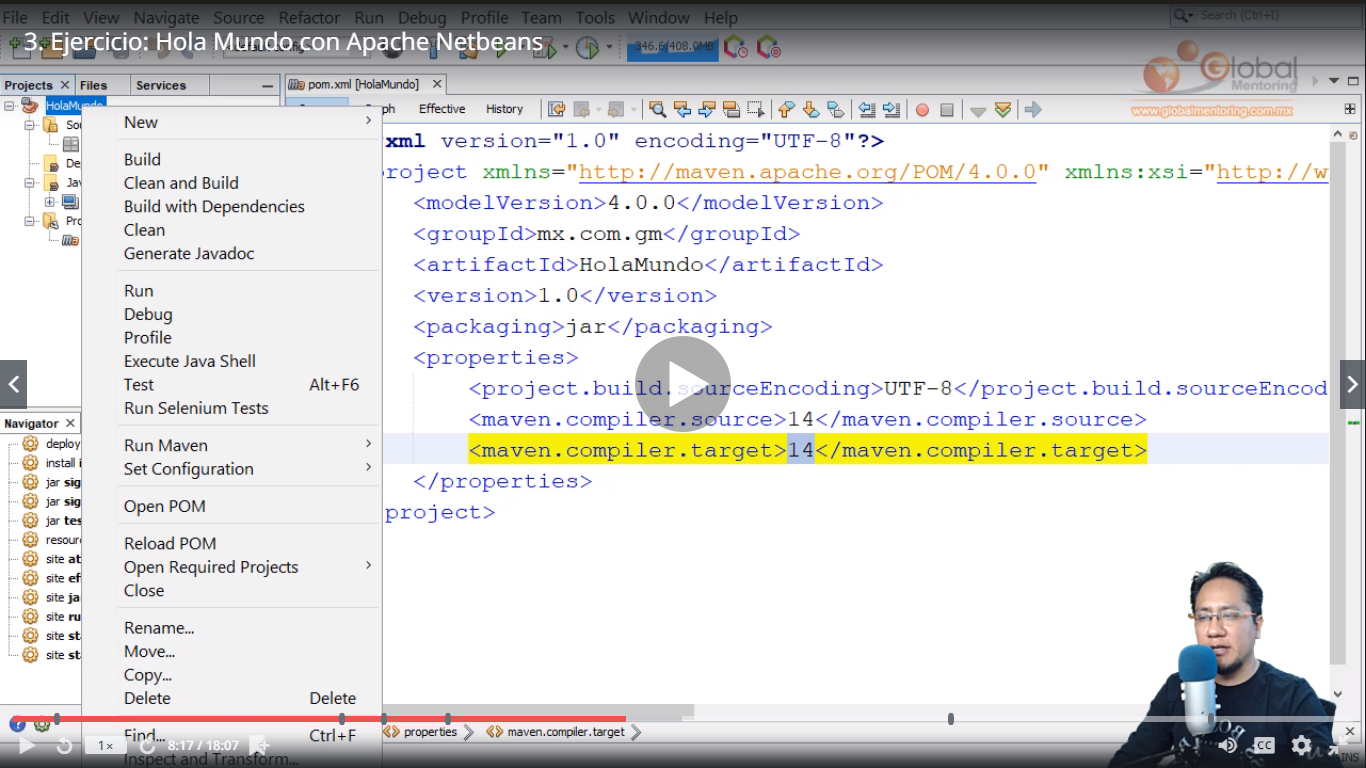 File Edit View Navigate Source Refactor Run Debug Profile Team Tools Window Help
Search (Ctrl+I)
3. Ejercicio: Hola Mundo con Apache Netbeans
346.6/408.0MB
Global
Mentoring
www.globalmentoring.com.mx
Projects Files Services
pom.xml [HolaMundo]
HolaMundo
Effective History
New
Build
Clean and Build
Build with Dependencies
Clean
Generate Javadoc
Run
Debug
Profile
Execute Java Shell
Test Alt+F6
Run Selenium Tests
Run Maven
Set Configuration
Open POM
Reload POM
Open Required Projects
Close
Rename...
Move...
Copy...
Delete Delete
Find... Ctrl+F
Inspect and Transform...
xml version="1.0" encoding="UTF-8"?>
roject xmlns="http://maven.apache.org/POM/4.0.0" xmlns:xsi="http://w
<modelVersion>4.0.0</modelVersion>
<groupId>mx.com.gm</groupId>
<artifactId>HolaMundo</artifactId>
<version>1.0</version>
<packaging>jar</packaging>
<properties>
<project.build.sourceEncoding>UTF-8</project.build.sourceEncod
<maven.compiler.source>14</maven.compiler.source>
<maven.compiler.target>14</maven.compiler.target>
</properties>
project>
Navigator
deploy
install i
jar sig
jar sig
jar tes
resourc
site at
site ef
site ja
site ru
site st
site st
properties maven.compiler.target
1x 8:17 / 18:07
CC
INS